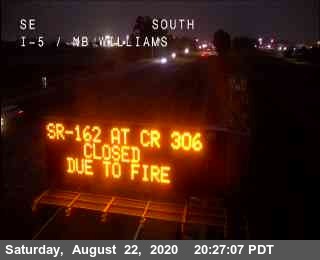 SE SOUTH
I-5 / NB WILLIAMS
SR-162 AT CR 306
CLOSED
DUE TO FIRE
Saturday, August 22, 2020 20:27:07 PDT